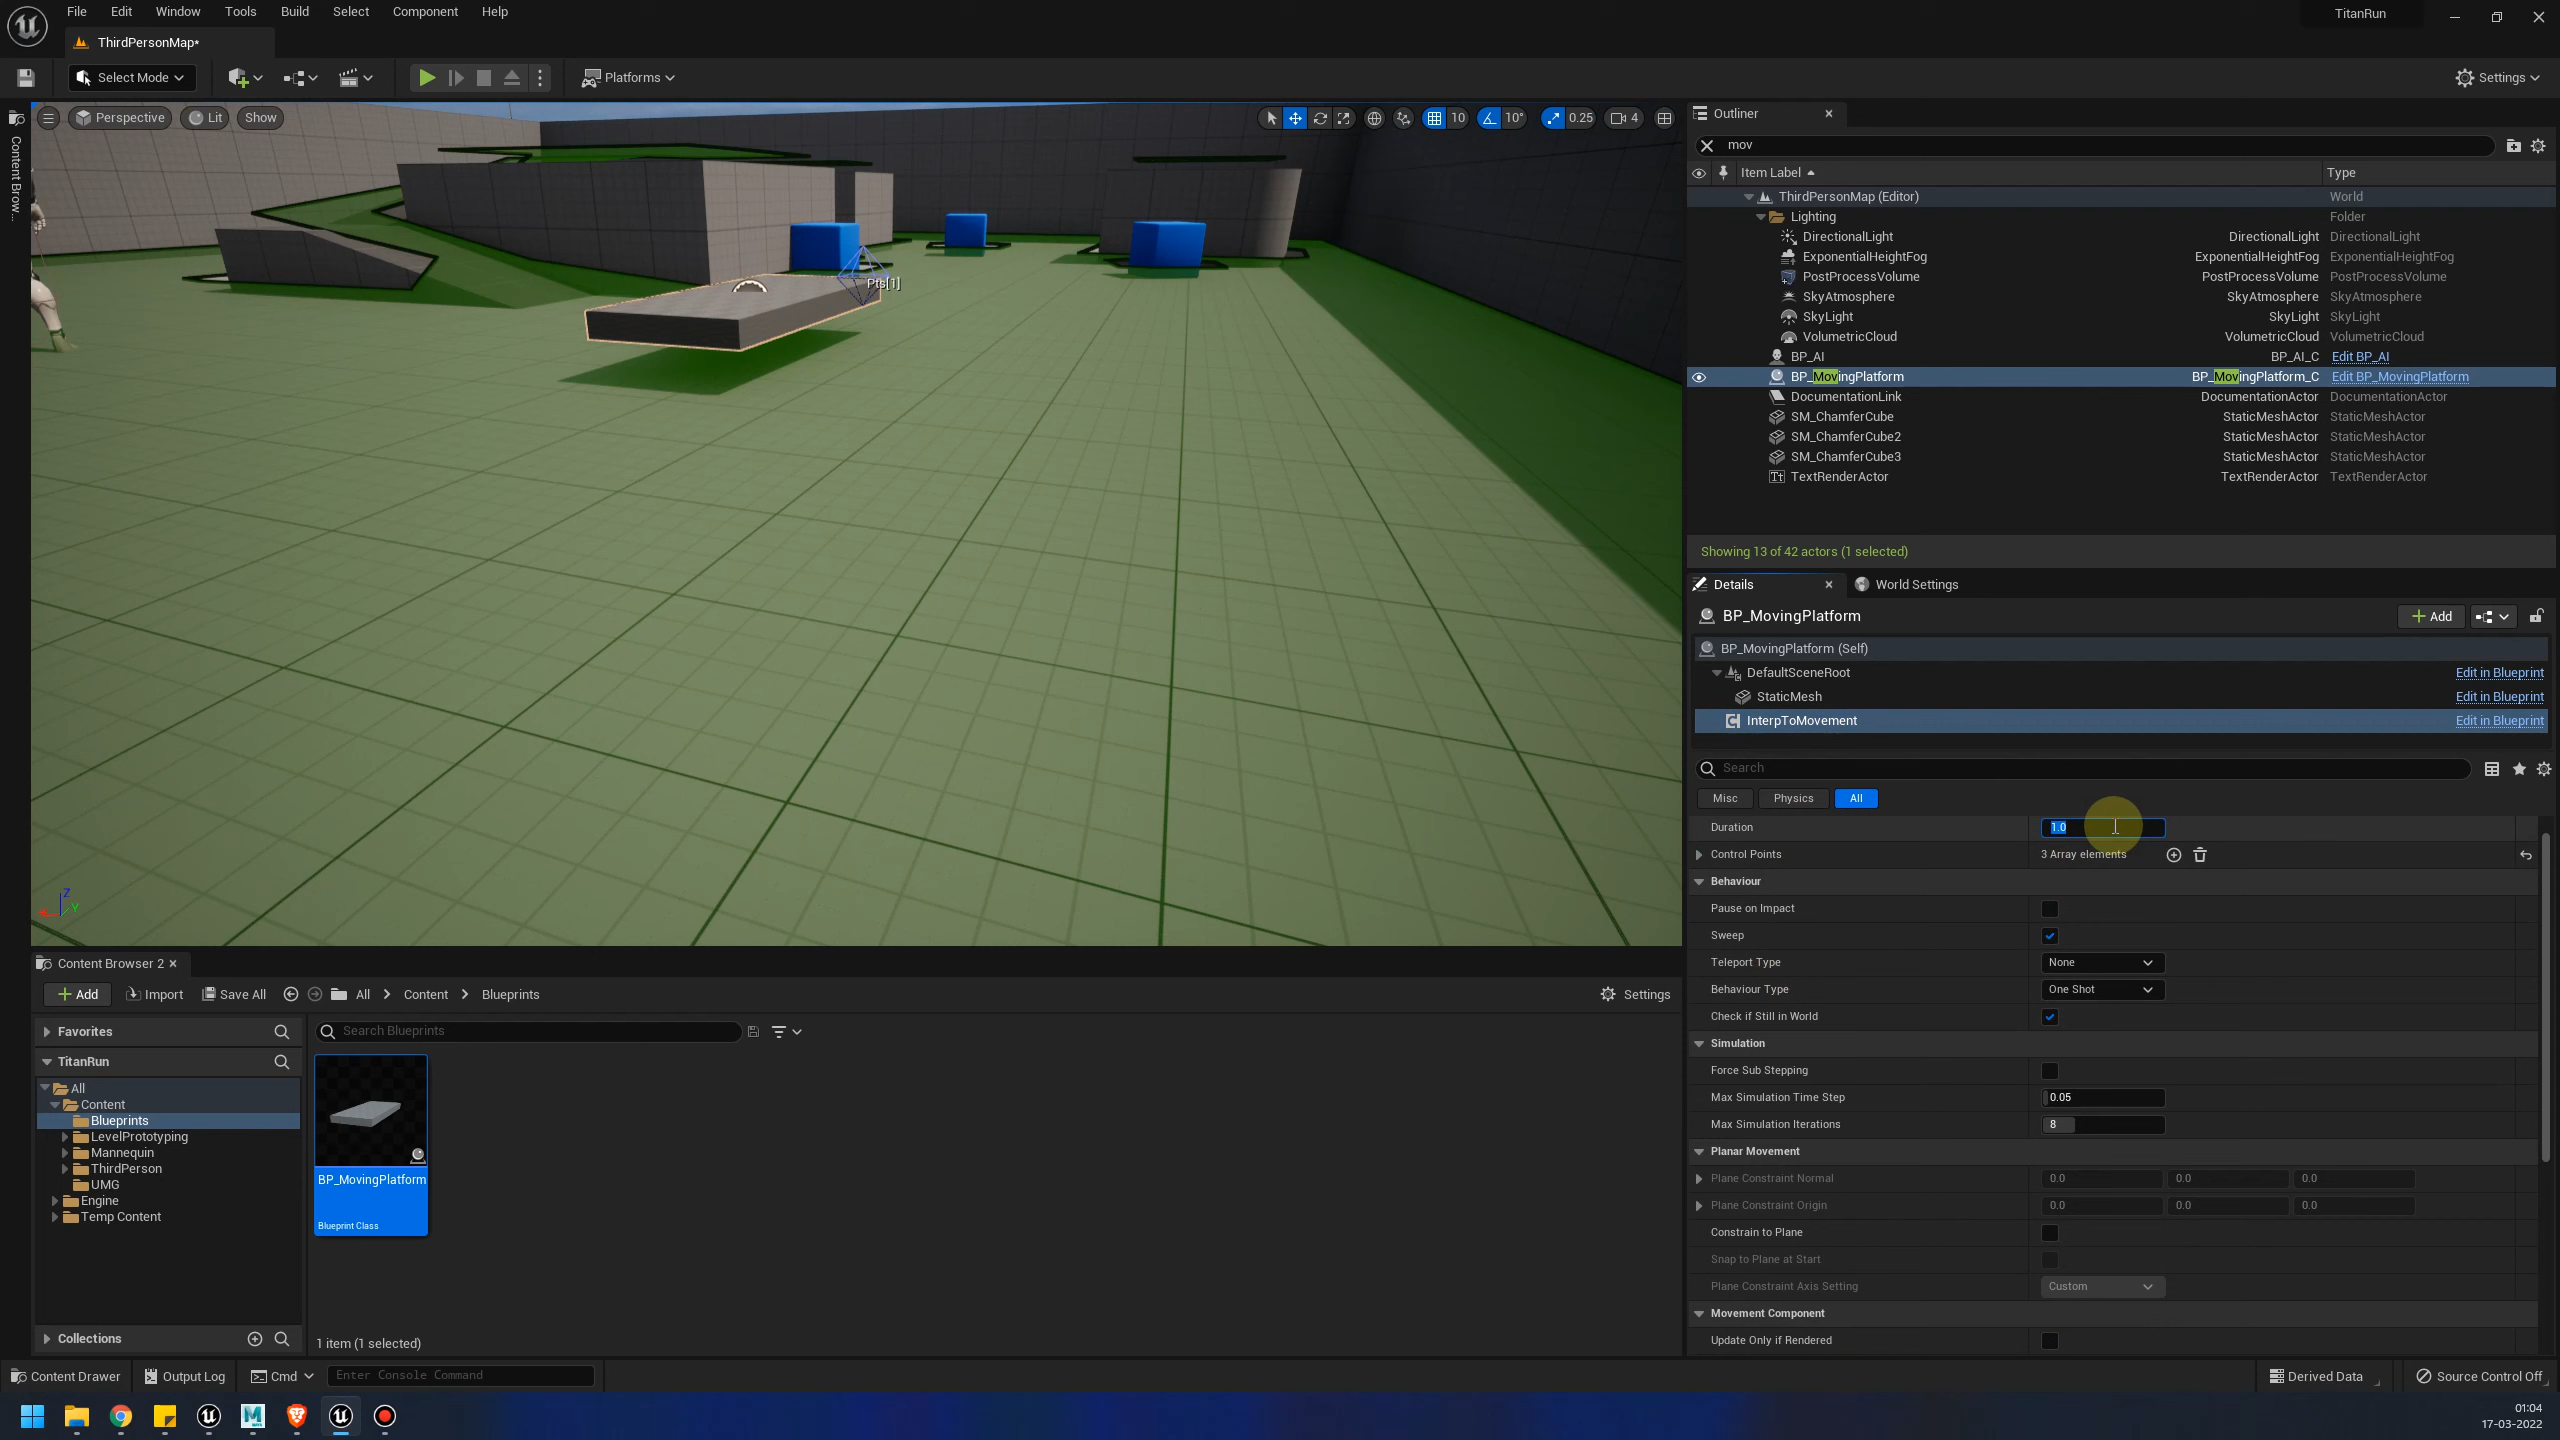 File Edit Window Tools Build Select Component Help
TitanRun
ThirdPersonMap*
Select Mode
Platforms
Settings
Perspective Lit Show
10 10° 0.25 4
Pts[1]
Content Brow...
Outliner
mov
Item Label Type
ThirdPersonMap (Editor) World
Lighting Folder
DirectionalLight DirectionalLight DirectionalLight
ExponentialHeightFog ExponentialHeightFog ExponentialHeightFog
PostProcessVolume PostProcessVolume PostProcessVolume
SkyAtmosphere SkyAtmosphere SkyAtmosphere
SkyLight SkyLight SkyLight
VolumetricCloud VolumetricCloud VolumetricCloud
BP_AI BP_AI_C Edit BP_AI
BP_MovingPlatform BP_MovingPlatform_C Edit BP_MovingPlatform
DocumentationLink DocumentationActor DocumentationActor
SM_ChamferCube StaticMeshActor StaticMeshActor
SM_ChamferCube2 StaticMeshActor StaticMeshActor
SM_ChamferCube3 StaticMeshActor StaticMeshActor
TextRenderActor TextRenderActor TextRenderActor
Showing 13 of 42 actors (1 selected)
Details World Settings
BP_MovingPlatform
Add
BP_MovingPlatform (Self)
DefaultSceneRoot Edit in Blueprint
StaticMesh Edit in Blueprint
InterpToMovement Edit in Blueprint
Search
Misc Physics All
Duration 1.0
Control Points 3 Array elements
Behaviour
Pause on Impact
Sweep
Teleport Type None
Behaviour Type One Shot
Check if Still in World
Simulation
Force Sub Stepping
Max Simulation Time Step 0.05
Max Simulation Iterations 8
Planar Movement
Plane Constraint Normal 0.0 0.0 0.0
Plane Constraint Origin 0.0 0.0 0.0
Constrain to Plane
Snap to Plane at Start
Plane Constraint Axis Setting Custom
Movement Component
Update Only if Rendered
Content Browser 2
Add Import Save All All Content Blueprints
Settings
Favorites
Search Blueprints
TitanRun
All
Content
Blueprints
LevelPrototyping
Mannequin
ThirdPerson
UMG
Engine
Temp Content
Collections
BP_MovingPlatform
Blueprint Class
1 item (1 selected)
Content Drawer Output Log Cmd Enter Console Command
Derived Data Source Control Off
01:04
17-03-2022